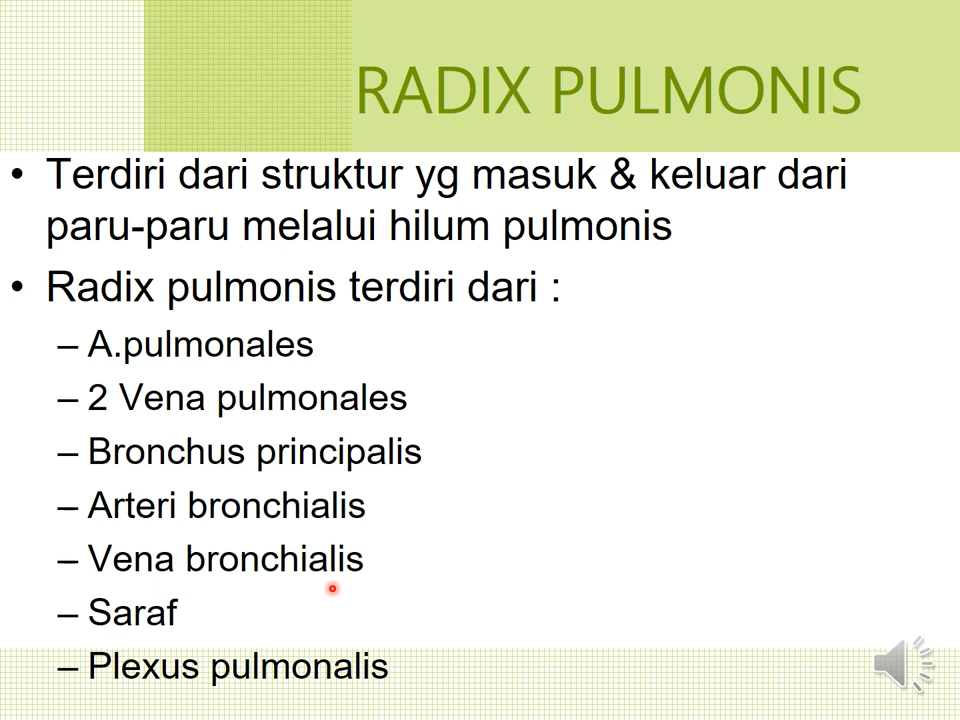 RADIX PULMONIS
• Terdiri dari struktur yg masuk & keluar dari
paru-paru melalui hilum pulmonis
• Radix pulmonis terdiri dari :
– A.pulmonales
– 2 Vena pulmonales
– Bronchus principalis
– Arteri bronchialis
– Vena bronchialis
– Saraf
– Plexus pulmonalis